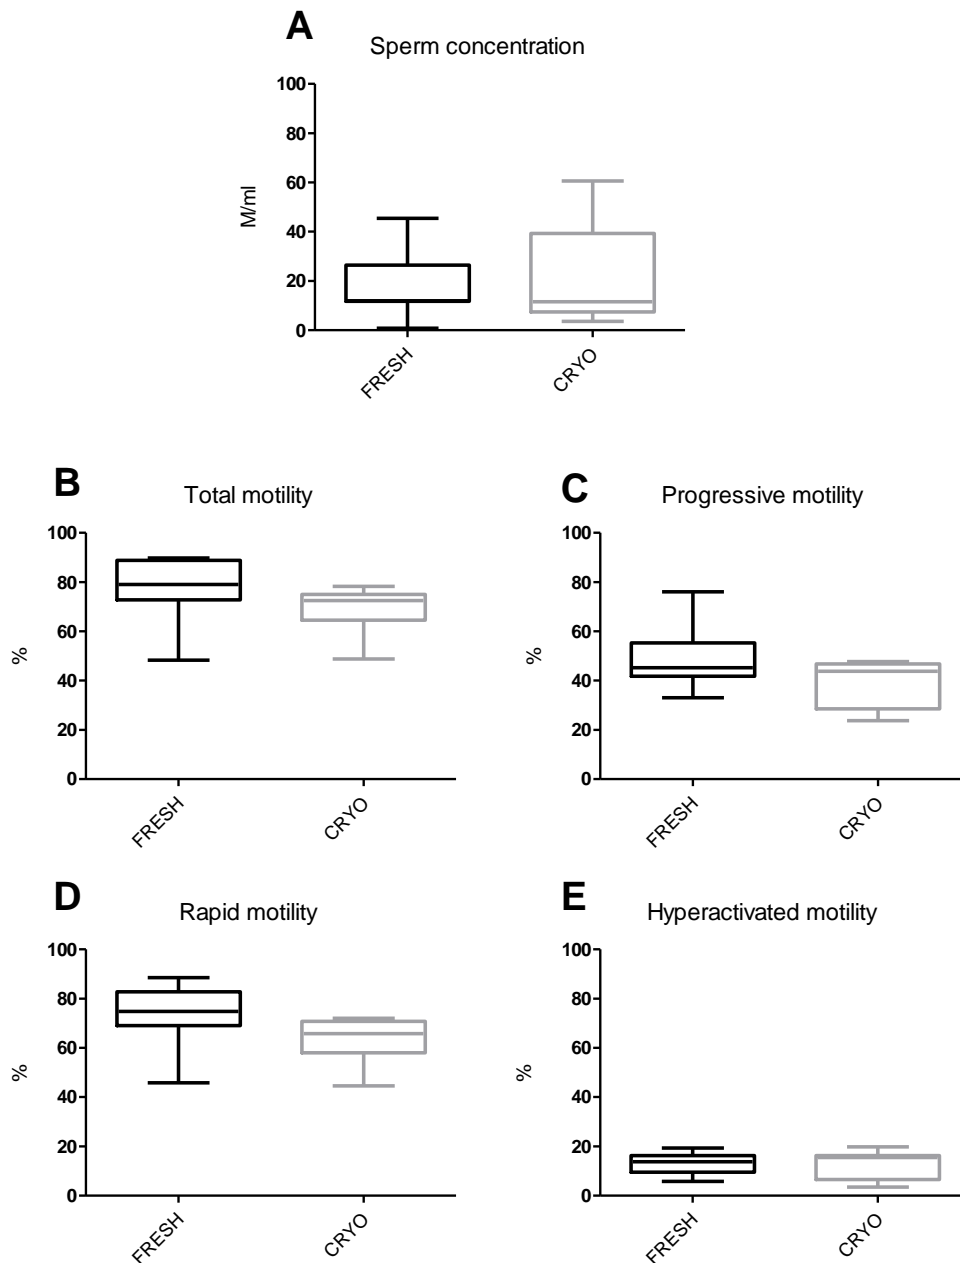 A
Sperm concentration
100
80
60
40
20
0
M/ml
FRESH
CRYO
B
Total motility
100
80
60
40
20
0
%
FRESH
CRYO
C
Progressive motility
100
80
60
40
20
0
%
FRESH
CRYO
D
Rapid motility
100
80
60
40
20
0
%
FRESH
CRYO
E
Hyperactivated motility
100
80
60
40
20
0
%
FRESH
CRYO